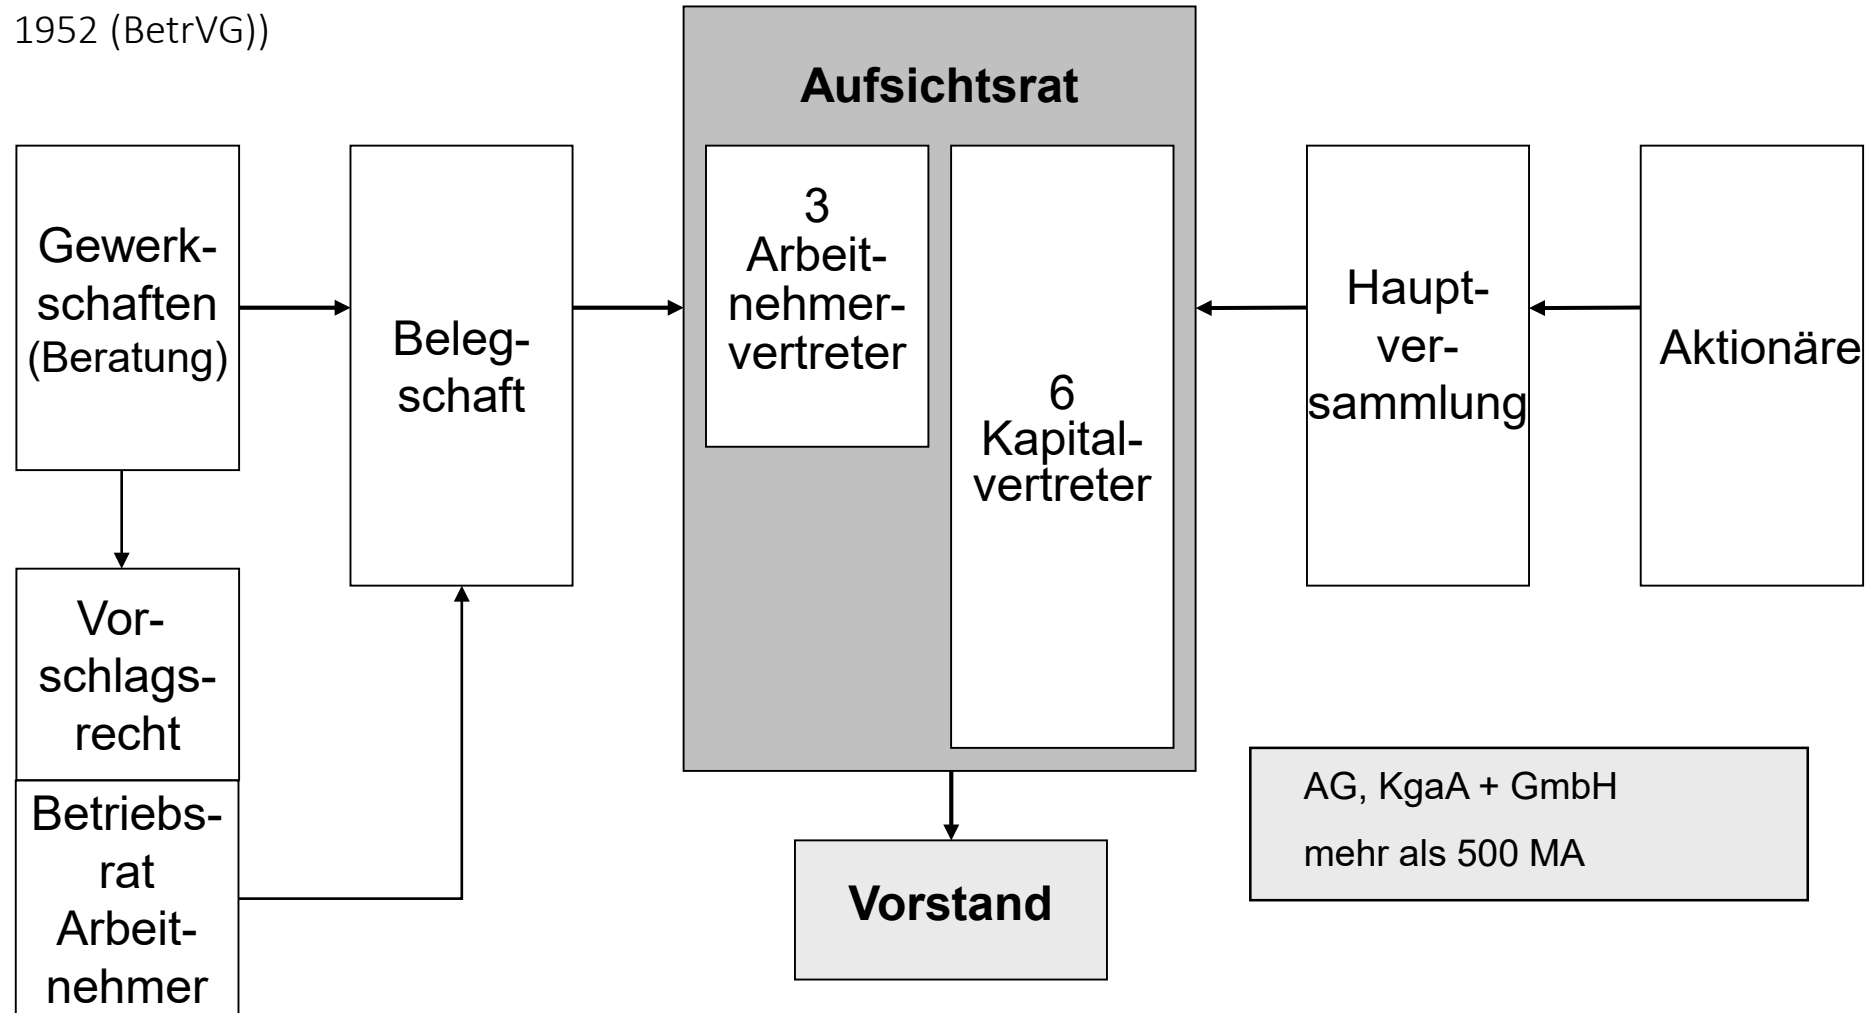 1952 (BetrVG))
Aufsichtsrat
Gewerk-
schaften
(Beratung)
Beleg-
schaft
3
Arbeit-
nehmer-
vertreter
6
Kapital-
vertreter
Haupt-
ver-
sammlung
Aktionäre
Vor-
schlags-
recht
Betriebs-
rat
Arbeit-
nehmer
Vorstand
AG, KgaA + GmbH
mehr als 500 MA